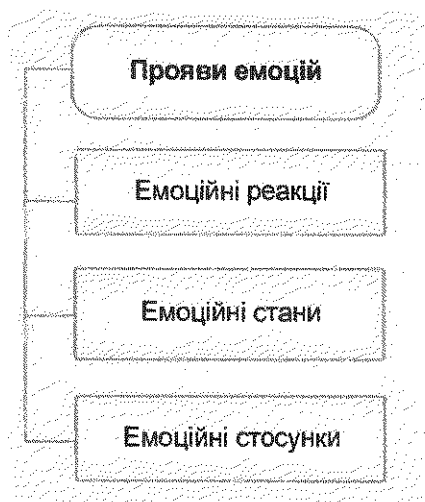 Прояви емоцій
Емоційні реакції
Емоційні стани
Емоційні стосунки